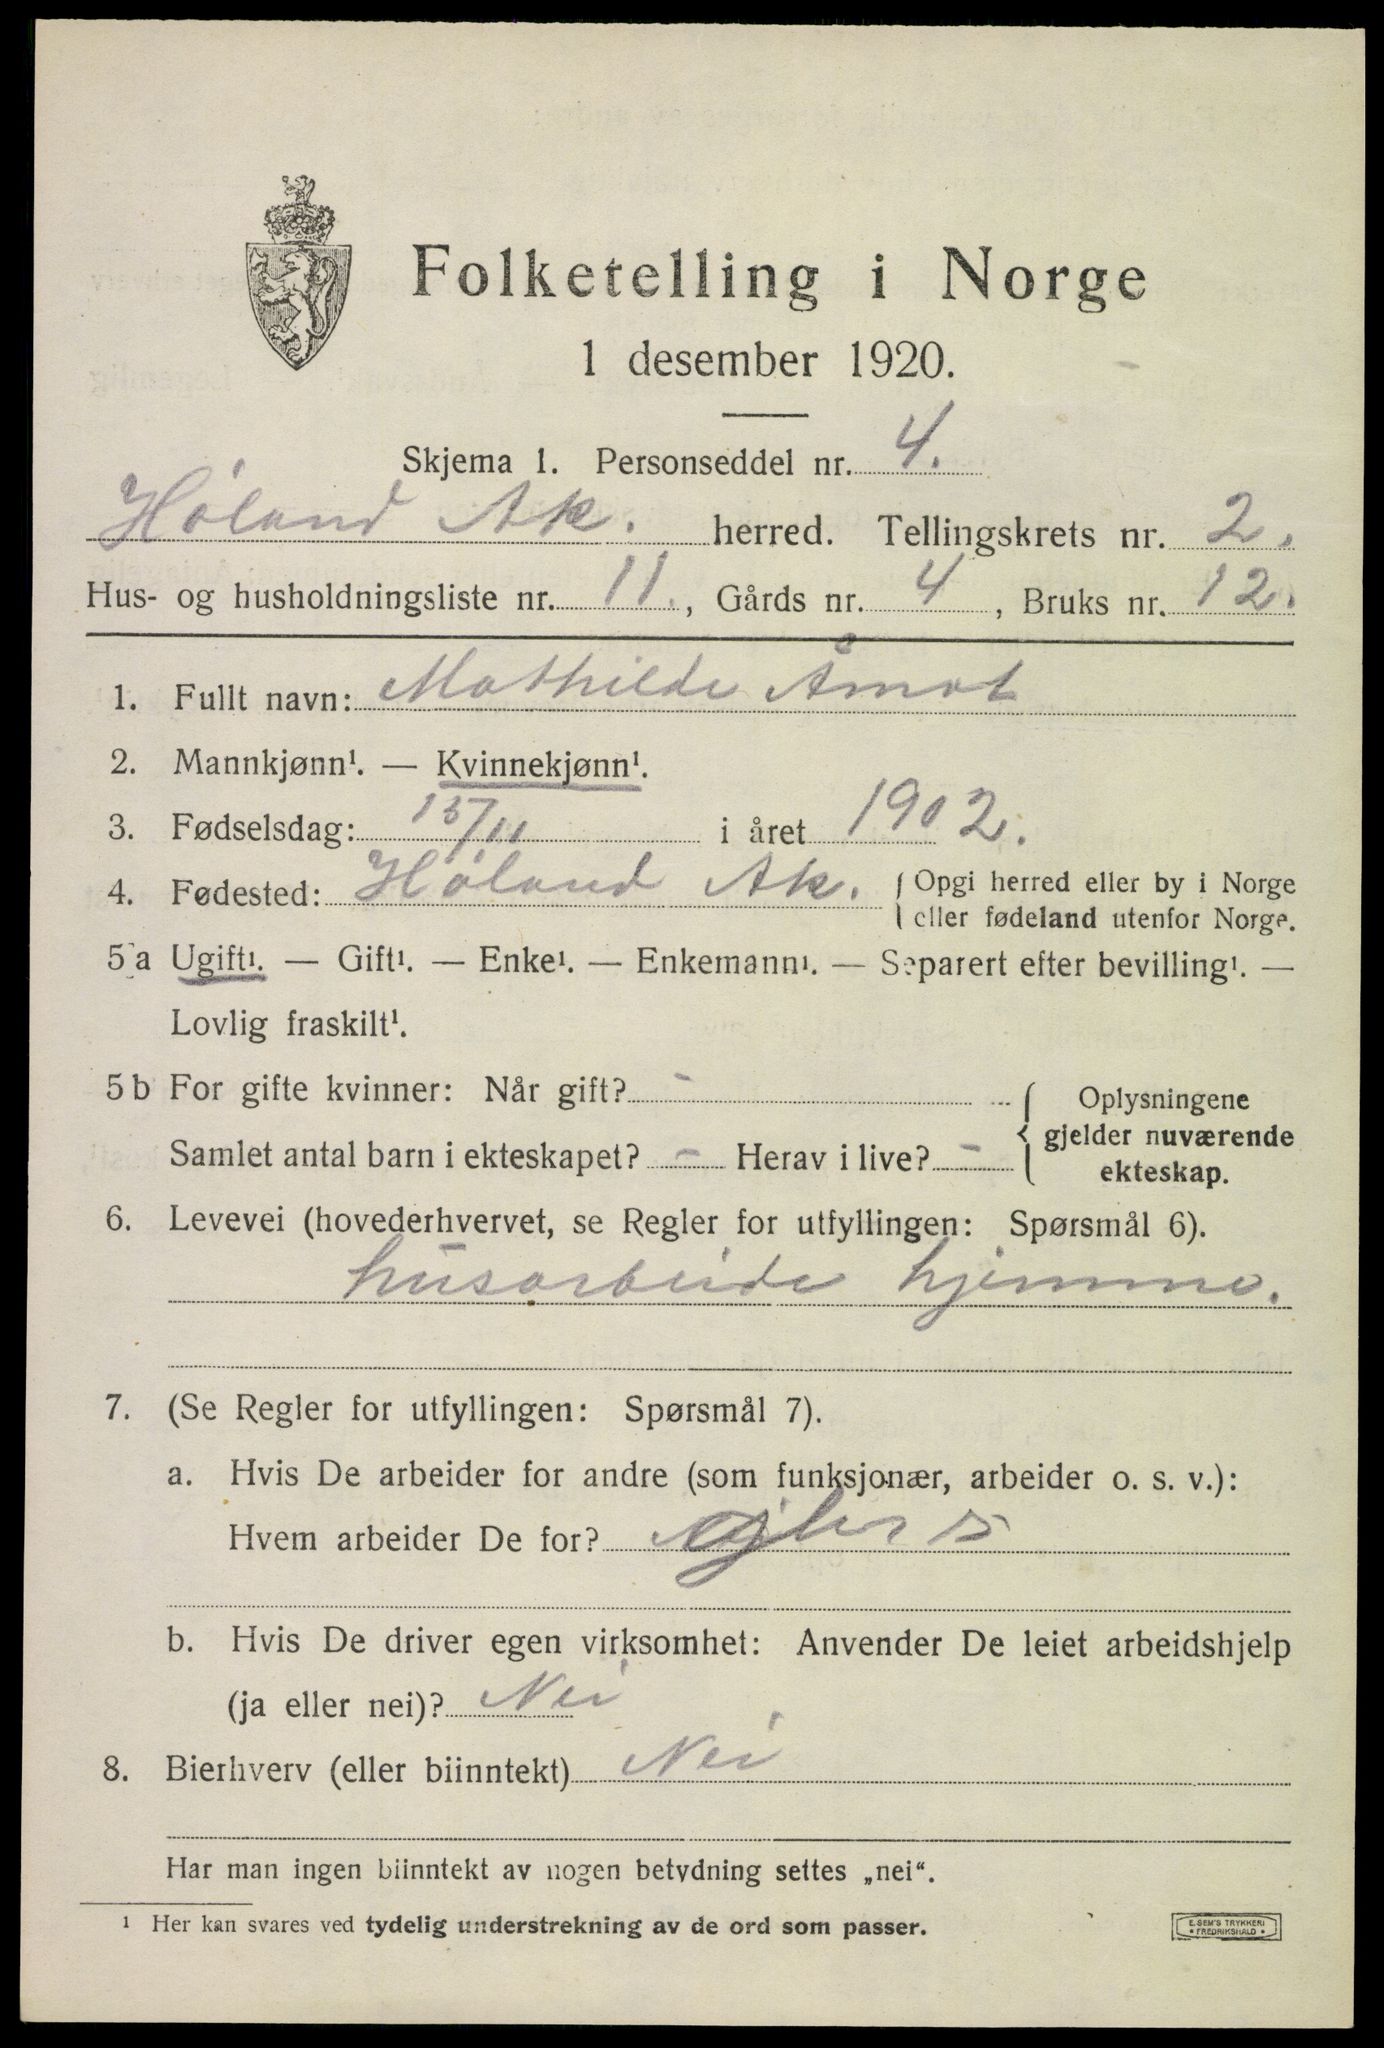 Folketelling i Norge
1 desember 1920.
Skjema 1. Personseddel nr. 4.
Høland Ak. herred. Tellingskrets nr. 2.
Hus- og husholdningsliste nr. 11., Gårds nr. 4, Bruks nr. 12.
1. Fullt navn: Mathilde Åmot
2. Mannkjønn¹. — Kvinnekjønn¹.
3. Fødselsdag: 15/11 i året 1902.
4. Fødested: Høland Ak. { Opgi herred eller by i Norge
eller fødeland utenfor Norge.
5 a Ugift¹. — Gift¹. — Enke¹. — Enkemann¹. — Separert efter bevilling¹. —
Lovlig fraskilt¹.
5 b For gifte kvinner: Når gift? -
Samlet antal barn i ekteskapet? - Herav i live? -
{ Oplysningene
gjelder nuværende
ekteskap.
6. Levevei (hovederhvervet, se Regler for utfyllingen: Spørsmål 6).
husarbeide hjemme.
7. (Se Regler for utfyllingen: Spørsmål 7).
a. Hvis De arbeider for andre (som funksjonær, arbeider o. s. v.):
Hvem arbeider De for?
b. Hvis De driver egen virksomhet: Anvender De leiet arbeidshjelp
(ja eller nei)? Nei
8. Bierhverv (eller biinntekt) Nei
Har man ingen biinntekt av nogen betydning settes „nei“.
¹ Her kan svares ved tydelig understrekning av de ord som passer.
E. SEM'S TRYKKERI
• FREDRIKSHALD •